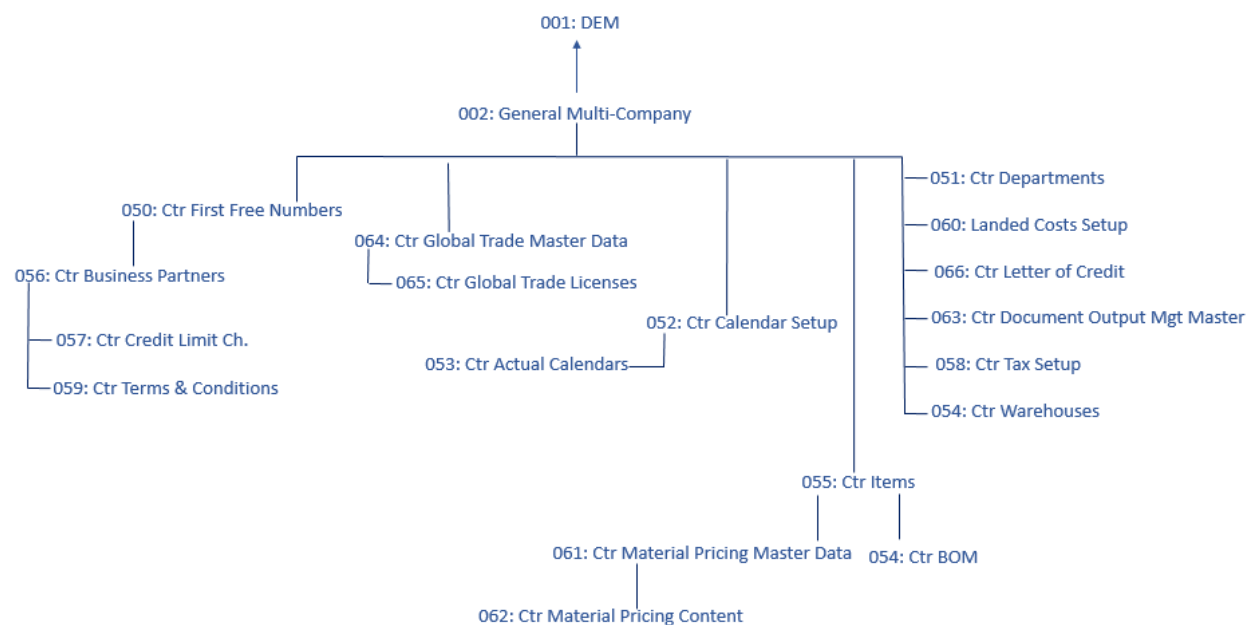 001: DEM
002: General Multi-Company
051: Ctr Departments
050: Ctr First Free Numbers
060: Landed Costs Setup
064: Ctr Global Trade Master Data
066: Ctr Letter of Credit
056: Ctr Business Partners
065: Ctr Global Trade Licenses
063: Ctr Document Output Mgt Master
052: Ctr Calendar Setup
057: Ctr Credit Limit Ch.
053: Ctr Actual Calendars
058: Ctr Tax Setup
059: Ctr Terms & Conditions
054: Ctr Warehouses
055: Ctr Items
061: Ctr Material Pricing Master Data
054: Ctr BOM
062: Ctr Material Pricing Content